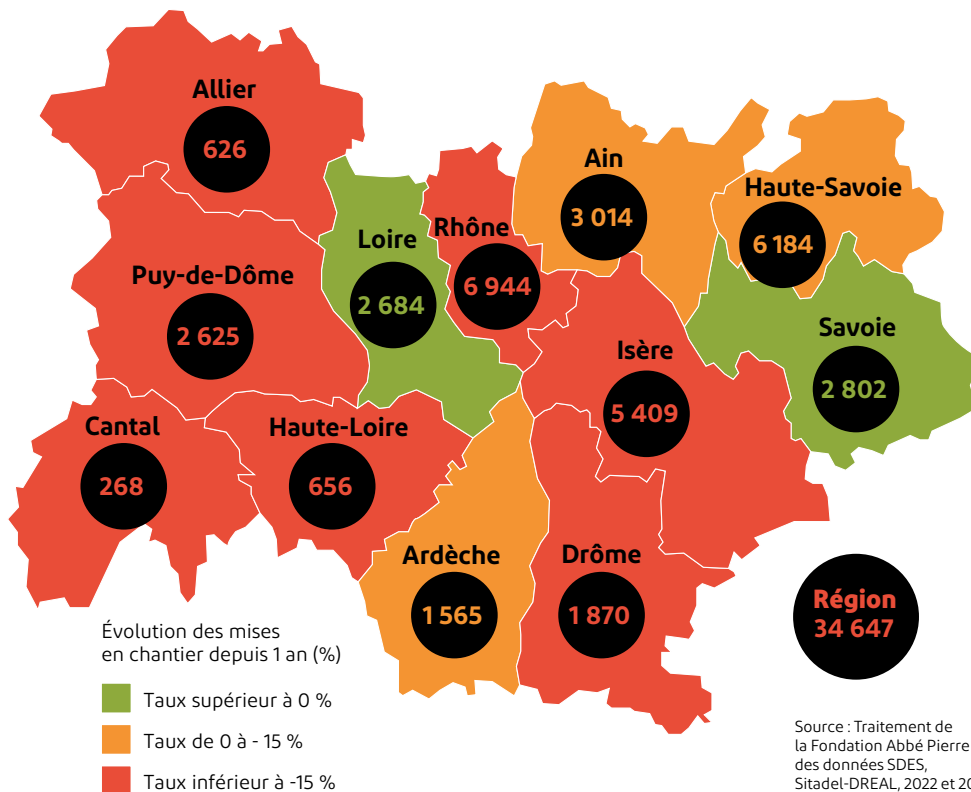 Allier
626
Ain
3 014
Haute-Savoie
6 184
Loire
2 684
Rhône
6 944
Puy-de-Dôme
2 625
Isère
5 409
Savoie
2 802
Cantal
268
Haute-Loire
656
Ardèche
1 565
Drôme
1 870
Région
34 647
Évolution des mises
en chantier depuis 1 an (%)
Taux supérieur à 0 %
Taux de 0 à - 15 %
Taux inférieur à -15 %
Source : Traitement de
la Fondation Abbé Pierre
des données SDES,
Sitadel-DREAL, 2022 et